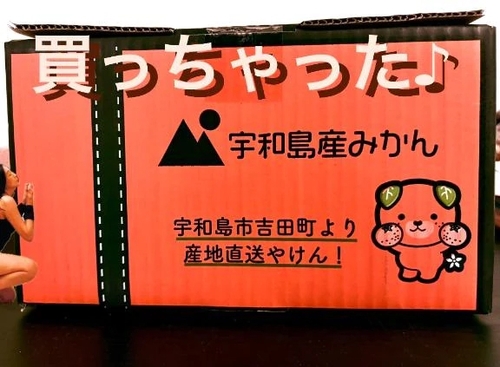 買っちゃった♪
宇和島産みかん
宇和島市吉田町より
産地直送やけん！